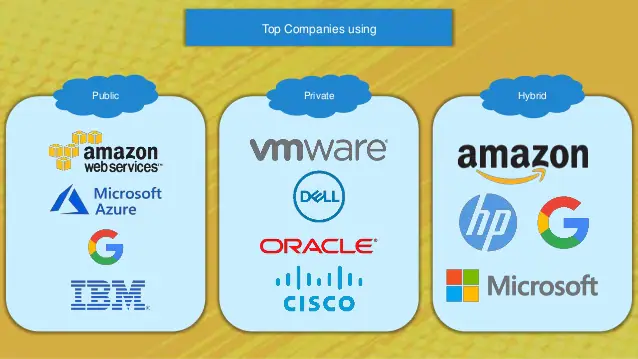 Top Companies using
Public
amazon
webservices™
Microsoft
Azure
G
IBM®
Private
vmware®
DELL
ORACLE®
CISCO
Hybrid
amazon
hp
G
Microsoft